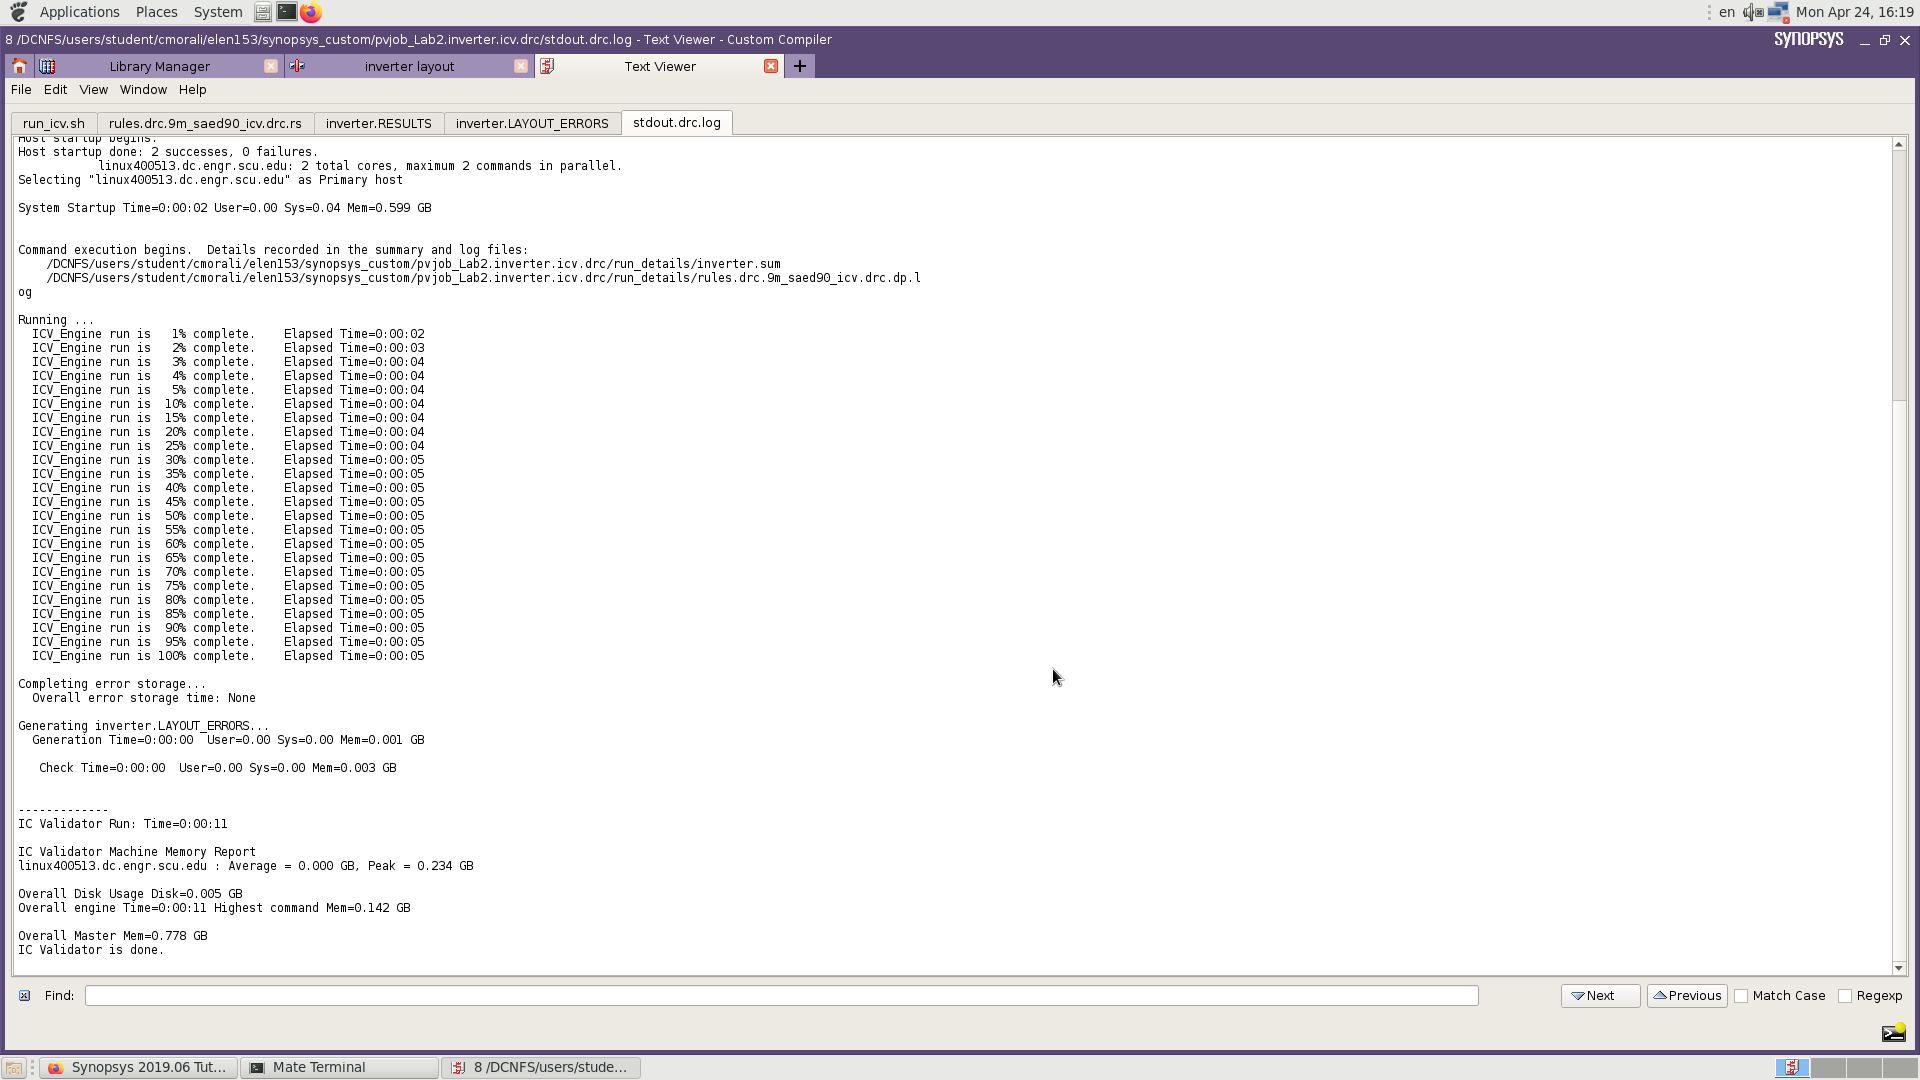 Applications Places System en Mon Apr 24, 16:19
8 /DCNFS/users/student/cmorali/elen153/synopsys_custom/pvjob_Lab2.inverter.icv.drc/stdout.drc.log - Text Viewer - Custom Compiler SYNOPSYS
Library Manager inverter layout Text Viewer
File Edit View Window Help
run_icv.sh rules.drc.9m_saed90_icv.drc.rs inverter.RESULTS inverter.LAYOUT_ERRORS stdout.drc.log
Host startup begins.
Host startup done: 2 successes, 0 failures.
linux400513.dc.engr.scu.edu: 2 total cores, maximum 2 commands in parallel.
Selecting "linux400513.dc.engr.scu.edu" as Primary host
System Startup Time=0:00:02 User=0.00 Sys=0.04 Mem=0.599 GB
Command execution begins.  Details recorded in the summary and log files:
/DCNFS/users/student/cmorali/elen153/synopsys_custom/pvjob_Lab2.inverter.icv.drc/run_details/inverter.sum
/DCNFS/users/student/cmorali/elen153/synopsys_custom/pvjob_Lab2.inverter.icv.drc/run_details/rules.drc.9m_saed90_icv.drc.dp.l
og
Running ...
ICV_Engine run is   1% complete.    Elapsed Time=0:00:02
ICV_Engine run is   2% complete.    Elapsed Time=0:00:03
ICV_Engine run is   3% complete.    Elapsed Time=0:00:04
ICV_Engine run is   4% complete.    Elapsed Time=0:00:04
ICV_Engine run is   5% complete.    Elapsed Time=0:00:04
ICV_Engine run is  10% complete.    Elapsed Time=0:00:04
ICV_Engine run is  15% complete.    Elapsed Time=0:00:04
ICV_Engine run is  20% complete.    Elapsed Time=0:00:04
ICV_Engine run is  25% complete.    Elapsed Time=0:00:04
ICV_Engine run is  30% complete.    Elapsed Time=0:00:05
ICV_Engine run is  35% complete.    Elapsed Time=0:00:05
ICV_Engine run is  40% complete.    Elapsed Time=0:00:05
ICV_Engine run is  45% complete.    Elapsed Time=0:00:05
ICV_Engine run is  50% complete.    Elapsed Time=0:00:05
ICV_Engine run is  55% complete.    Elapsed Time=0:00:05
ICV_Engine run is  60% complete.    Elapsed Time=0:00:05
ICV_Engine run is  65% complete.    Elapsed Time=0:00:05
ICV_Engine run is  70% complete.    Elapsed Time=0:00:05
ICV_Engine run is  75% complete.    Elapsed Time=0:00:05
ICV_Engine run is  80% complete.    Elapsed Time=0:00:05
ICV_Engine run is  85% complete.    Elapsed Time=0:00:05
ICV_Engine run is  90% complete.    Elapsed Time=0:00:05
ICV_Engine run is  95% complete.    Elapsed Time=0:00:05
ICV_Engine run is 100% complete.    Elapsed Time=0:00:05
Completing error storage...
Overall error storage time: None
Generating inverter.LAYOUT_ERRORS...
Generation Time=0:00:00  User=0.00 Sys=0.00 Mem=0.001 GB
Check Time=0:00:00  User=0.00 Sys=0.00 Mem=0.003 GB
-------------
IC Validator Run: Time=0:00:11
IC Validator Machine Memory Report
linux400513.dc.engr.scu.edu : Average = 0.000 GB, Peak = 0.234 GB
Overall Disk Usage Disk=0.005 GB
Overall engine Time=0:00:11 Highest command Mem=0.142 GB
Overall Master Mem=0.778 GB
IC Validator is done.
Find: Next Previous Match Case Regexp
Synopsys 2019.06 Tut... Mate Terminal 8 /DCNFS/users/stude...